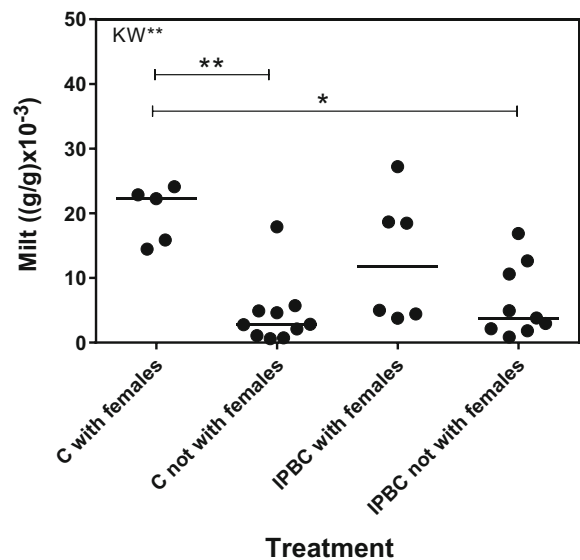 KW**
**
*
50
40
30
20
10
0
Milt ((g/g)x10-3)
C with females
C not with females
IPBC with females
IPBC not with females
Treatment